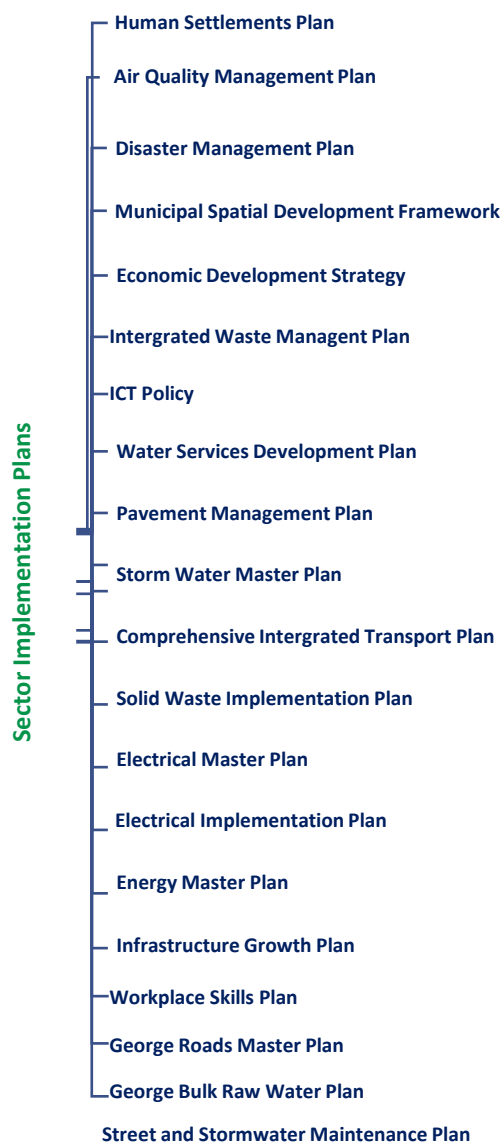 Human Settlements Plan
Air Quality Management Plan
Disaster Management Plan
Municipal Spatial Development Framework
Economic Development Strategy
Intergrated Waste Managent Plan
ICT Policy
Water Services Development Plan
Pavement Management Plan
Storm Water Master Plan
Comprehensive Intergrated Transport Plan
Solid Waste Implementation Plan
Electrical Master Plan
Electrical Implementation Plan
Energy Master Plan
Infrastructure Growth Plan
Workplace Skills Plan
George Roads Master Plan
George Bulk Raw Water Plan
Street and Stormwater Maintenance Plan
Sector Implementation Plans